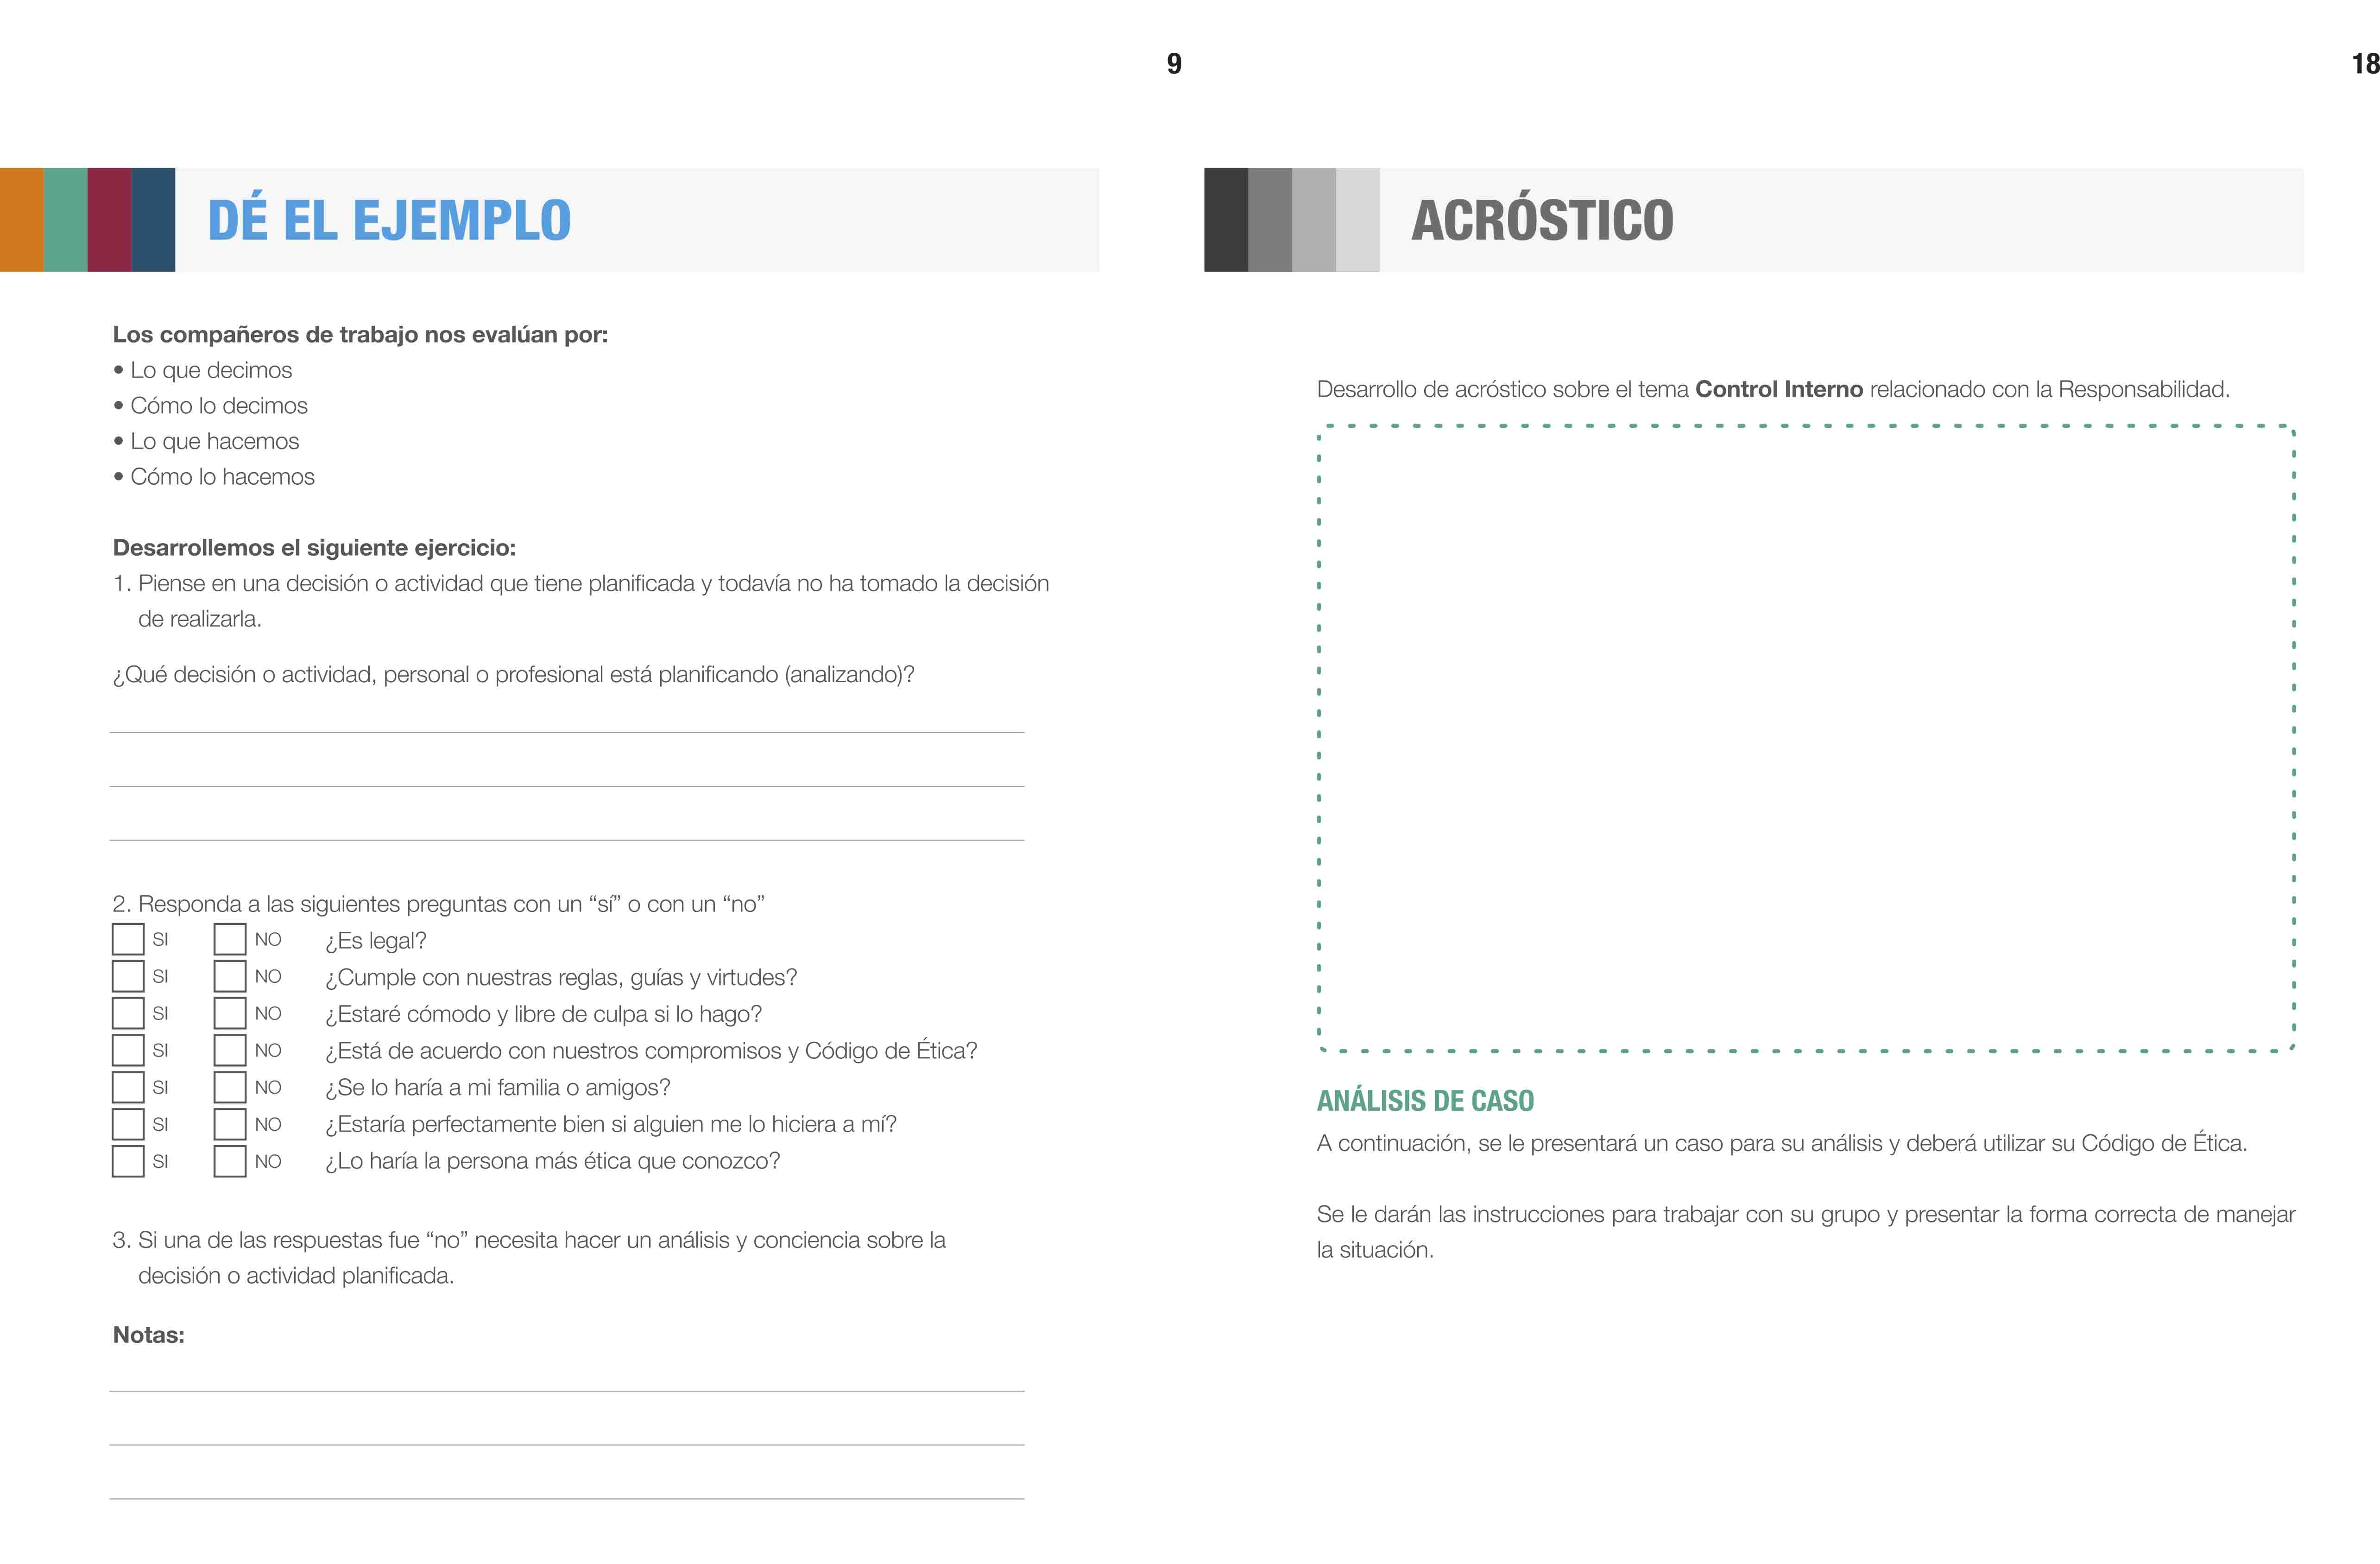 9
DÉ EL EJEMPLO
Los compañeros de trabajo nos evalúan por:
• Lo que decimos
• Cómo lo decimos
• Lo que hacemos
• Cómo lo hacemos
Desarrollemos el siguiente ejercicio:
1. Piense en una decisión o actividad que tiene planificada y todavía no ha tomado la decisión
de realizarla.
¿Qué decisión o actividad, personal o profesional está planificando (analizando)?
2. Responda a las siguientes preguntas con un “sí” o con un “no”
SI NO ¿Es legal?
SI NO ¿Cumple con nuestras reglas, guías y virtudes?
SI NO ¿Estaré cómodo y libre de culpa si lo hago?
SI NO ¿Está de acuerdo con nuestros compromisos y Código de Ética?
SI NO ¿Se lo haría a mi familia o amigos?
SI NO ¿Estaría perfectamente bien si alguien me lo hiciera a mí?
SI NO ¿Lo haría la persona más ética que conozco?
3. Si una de las respuestas fue “no” necesita hacer un análisis y conciencia sobre la
decisión o actividad planificada.
Notas:
18
ACRÓSTICO
Desarrollo de acróstico sobre el tema Control Interno relacionado con la Responsabilidad.
ANÁLISIS DE CASO
A continuación, se le presentará un caso para su análisis y deberá utilizar su Código de Ética.
Se le darán las instrucciones para trabajar con su grupo y presentar la forma correcta de manejar
la situación.